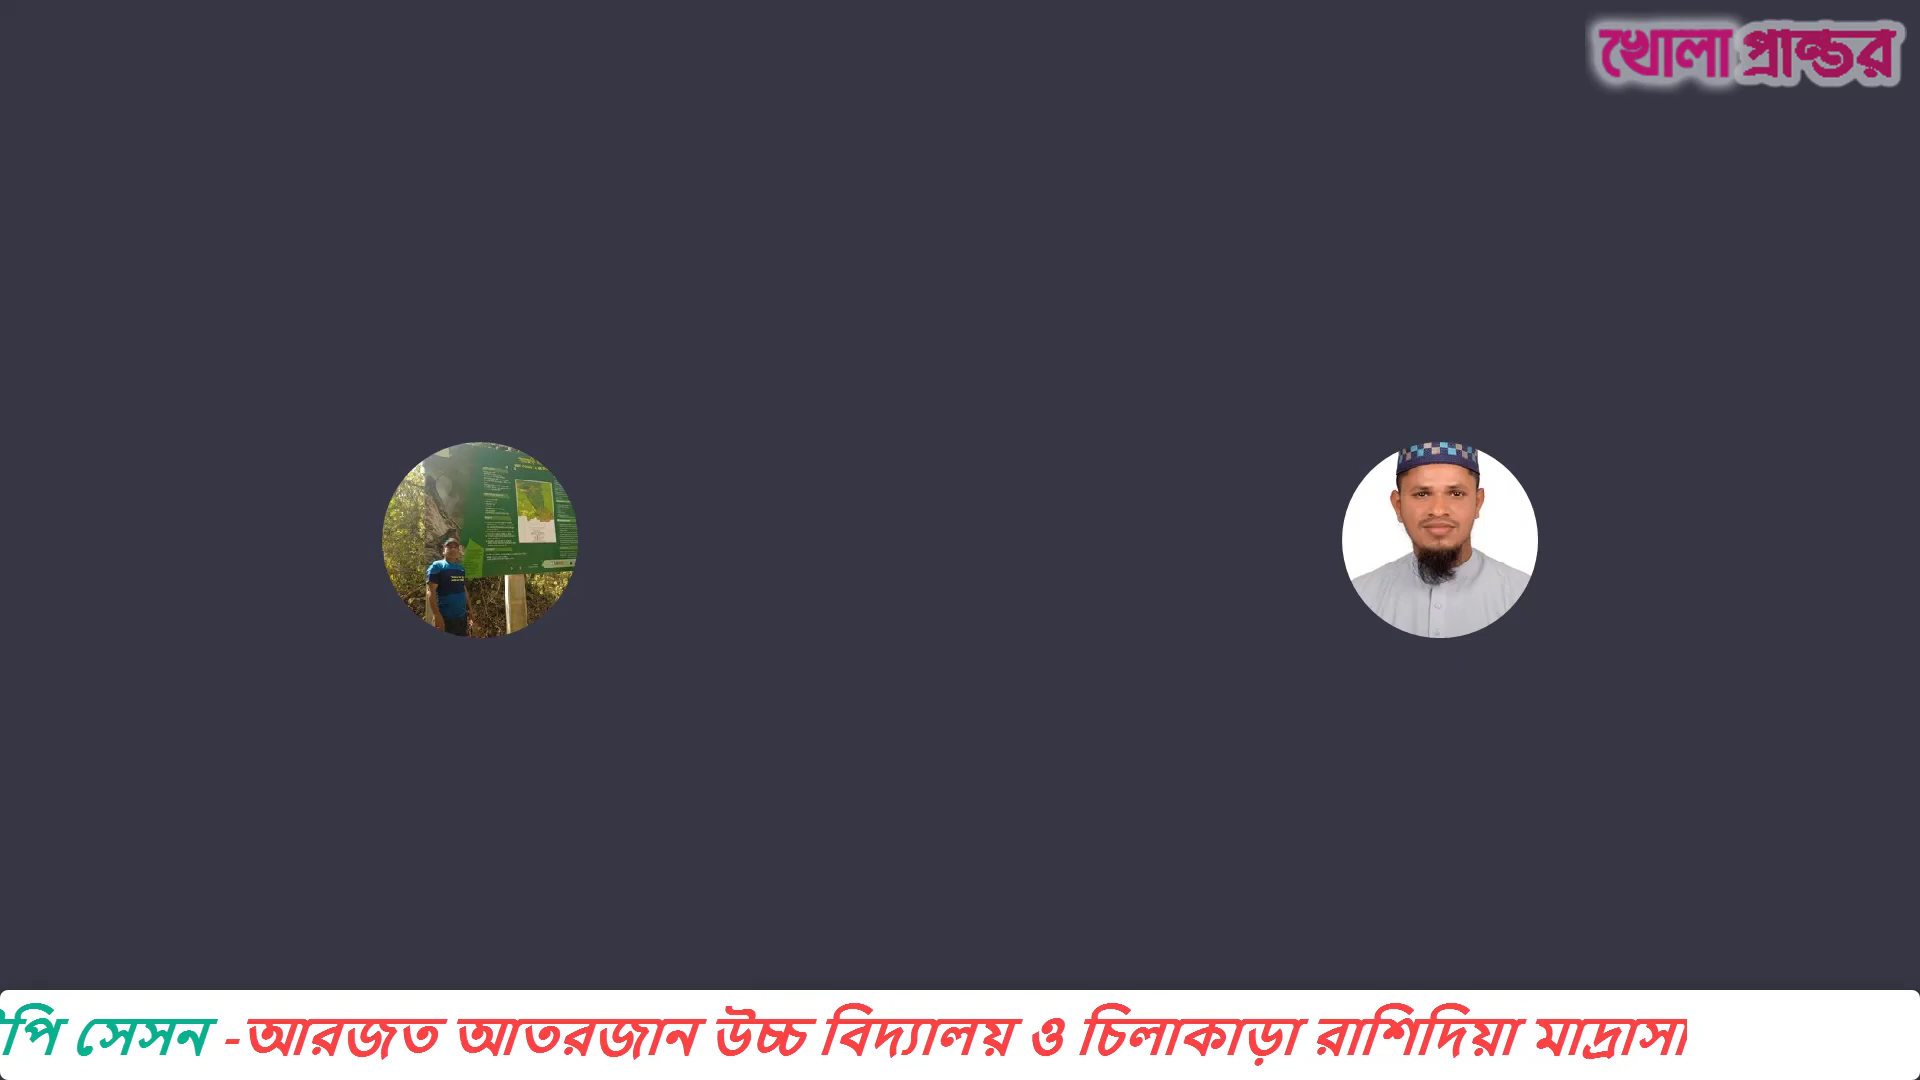 খোলা প্রান্তর
পি সেসন -আরজত আতরজান উচ্চ বিদ্যালয় ও চিলাকাড়া রাশিদিয়া মাদ্রাসা